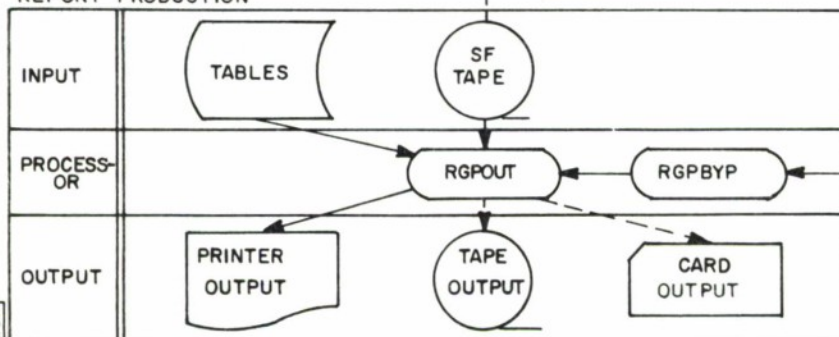 REPORT PRODUCTION
INPUT
TABLES
SF
TAPE
PROCESS-
OR
RGPOUT
RGPBYP
OUTPUT
PRINTER
OUTPUT
TAPE
OUTPUT
CARD
OUTPUT